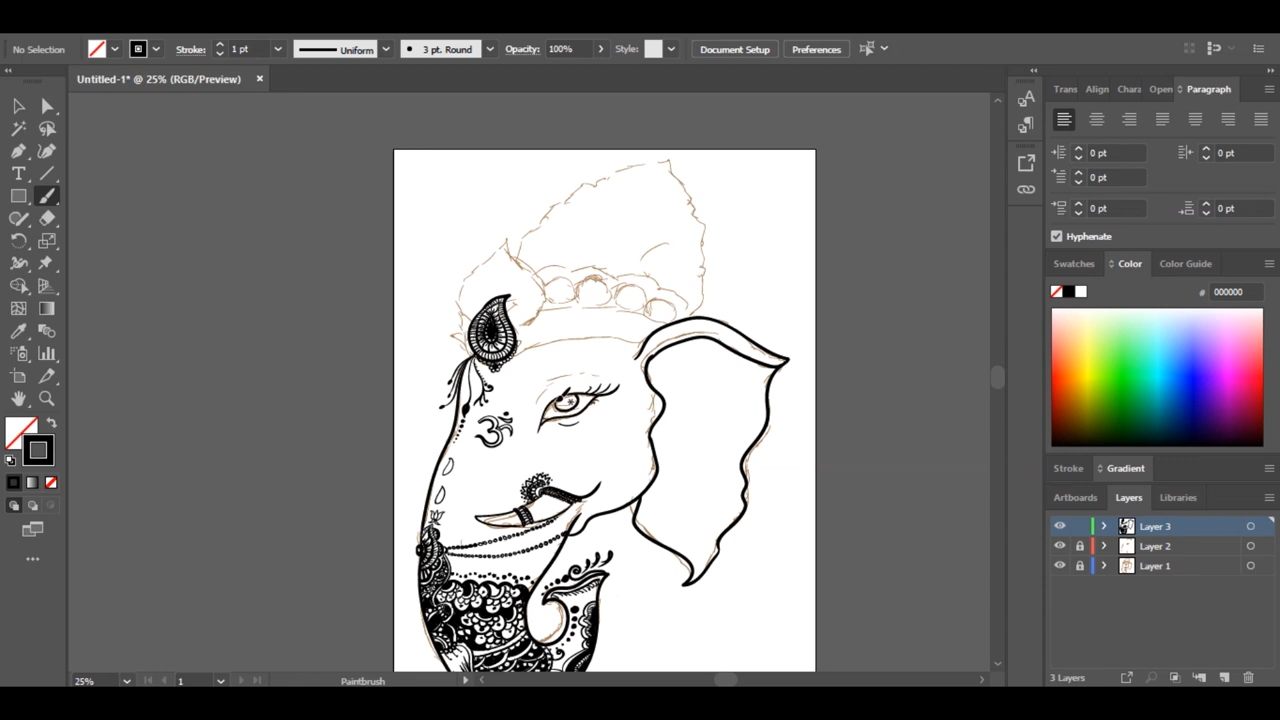 No Selection Stroke: 1 pt Uniform 3 pt. Round Opacity: 100% Style: Document Setup Preferences
Untitled-1* @ 25% (RGB/Preview) ×
Trans Align Chara Open Paragraph
0 pt 0 pt
0 pt
0 pt 0 pt
Hyphenate
Swatches Color Color Guide
# 000000
ॐ
Stroke Gradient
Artboards Layers Libraries
Layer 3
Layer 2
Layer 1
25% 1 Paintbrush 3 Layers